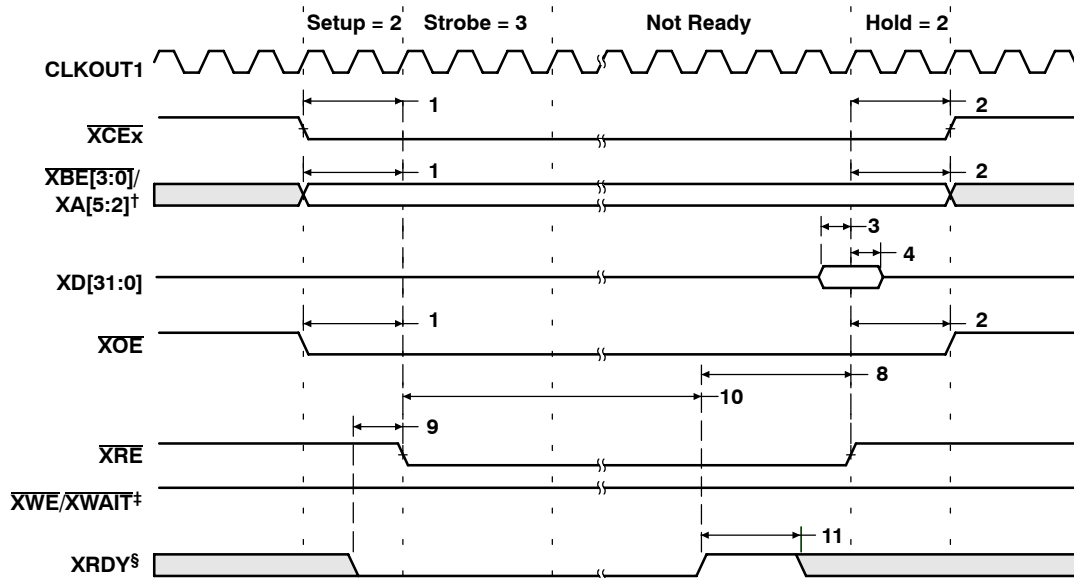 Setup = 2 Strobe = 3 Not Ready Hold = 2
CLKOUT1
1 2
XCEx
1 2
XBE[3:0]/
XA[5:2]†
3
4
XD[31:0]
1 2
XOE
8
10
9
XRE
XWE/XWAIT‡
11
XRDY§